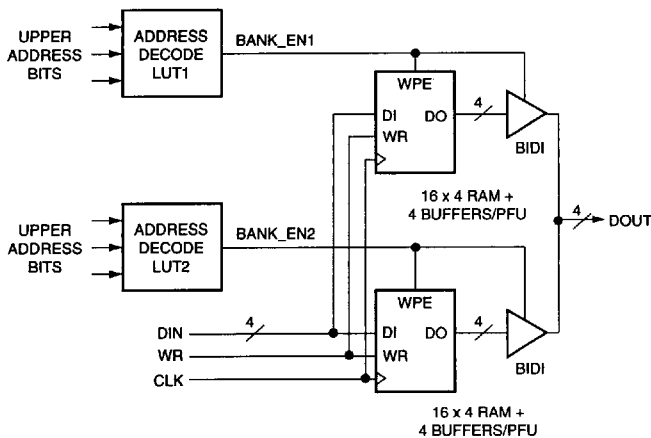 UPPER
ADDRESS
BITS
ADDRESS
DECODE
LUT1
BANK_EN1
WPE
DI
DO
WR
4
BIDI
16 x 4 RAM +
4 BUFFERS/PFU
4
DOUT
UPPER
ADDRESS
BITS
ADDRESS
DECODE
LUT2
BANK_EN2
WPE
DIN
4
DI
DO
4
WR
WR
CLK
BIDI
16 x 4 RAM +
4 BUFFERS/PFU